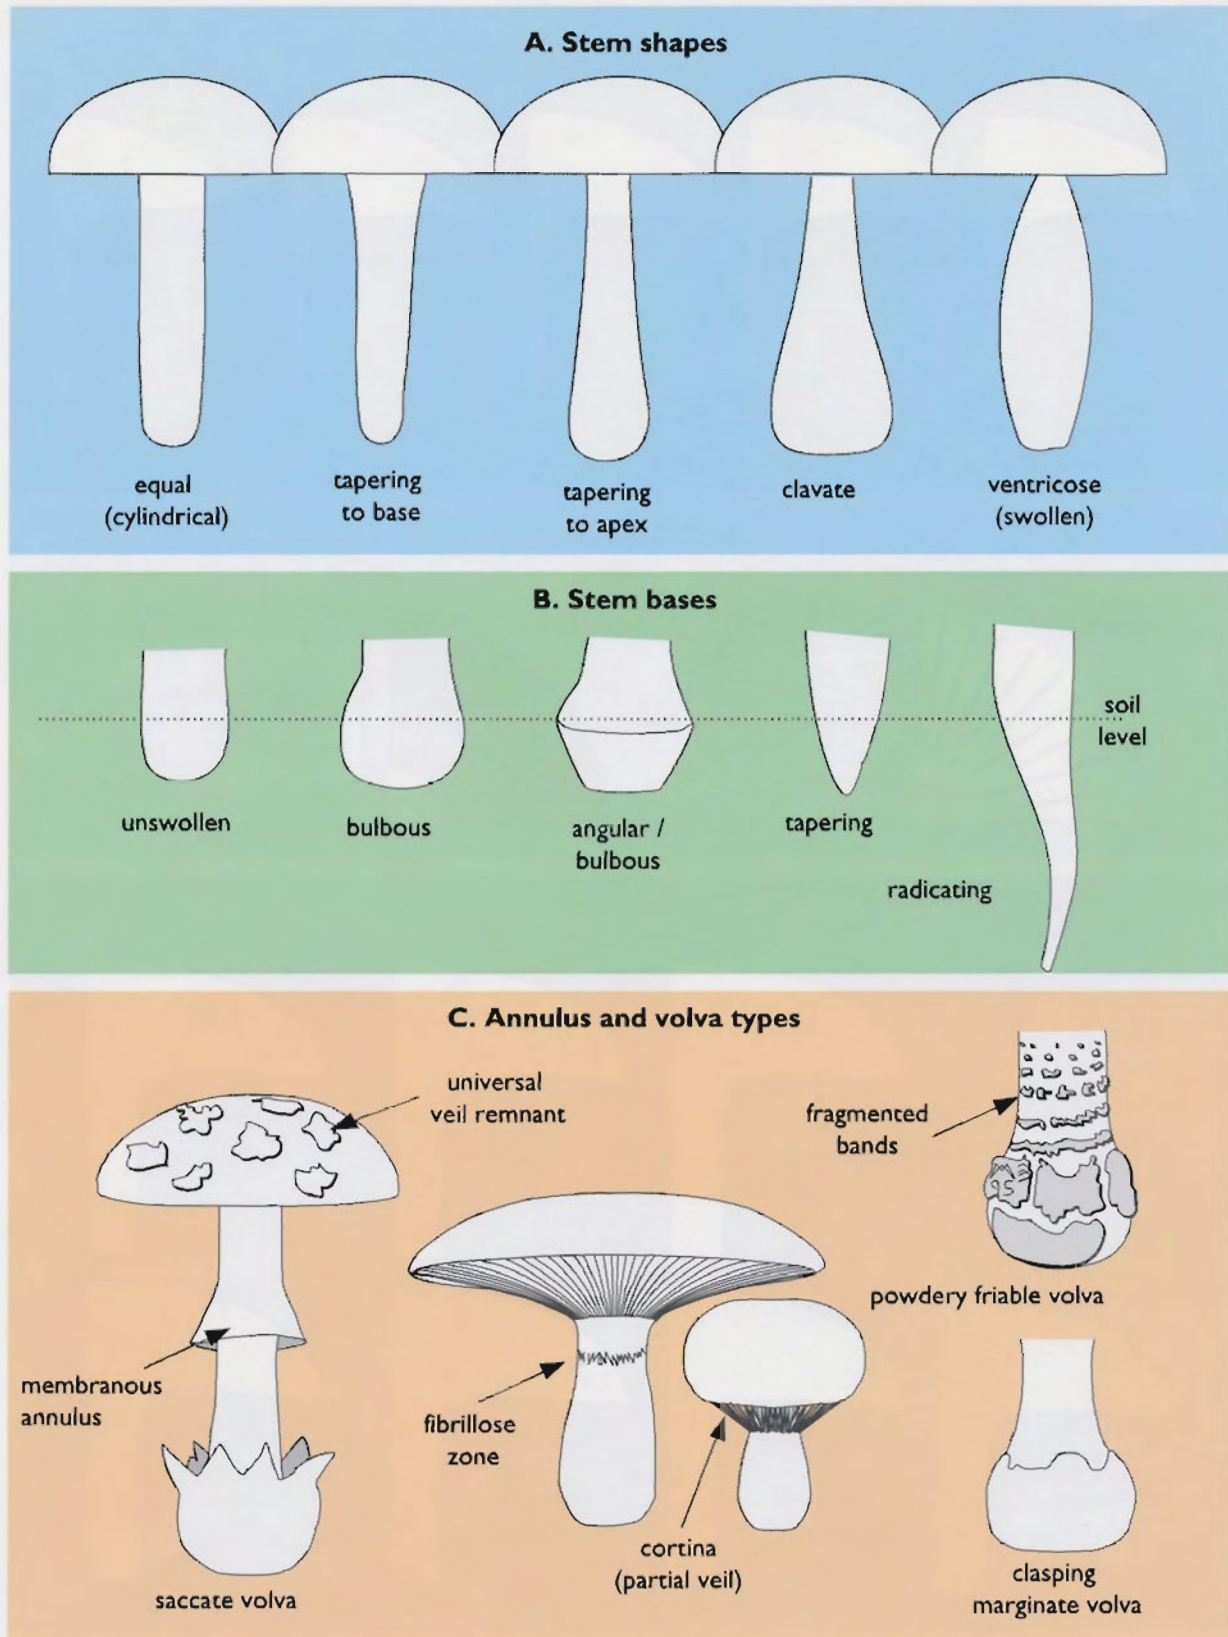 A. Stem shapes
equal
(cylindrical)
tapering
to base
tapering
to apex
clavate
ventricose
(swollen)
B. Stem bases
soil
level
unswollen
bulbous
angular /
bulbous
tapering
radicating
C. Annulus and volva types
universal
veil remnant
fragmented
bands
powdery friable volva
membranous
annulus
fibrillose
zone
cortina
(partial veil)
saccate volva
clasping
marginate volva